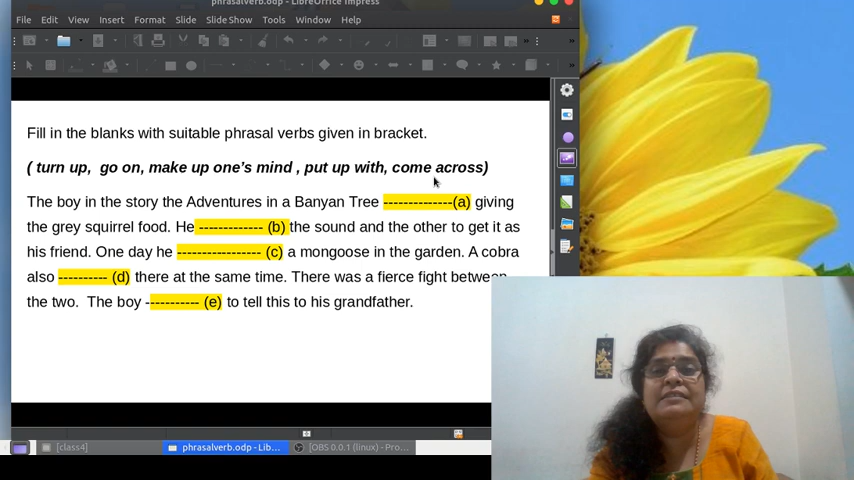 phrasalverb.odp - LibreOffice Impress
File Edit View Insert Format Slide Slide Show Tools Window Help
Fill in the blanks with suitable phrasal verbs given in bracket.
( turn up, go on, make up one's mind , put up with, come across)
The boy in the story the Adventures in a Banyan Tree --------------(a) giving
the grey squirrel food. He ------------- (b) the sound and the other to get it as
his friend. One day he ----------------- (c) a mongoose in the garden. A cobra
also ---------- (d) there at the same time. There was a fierce fight between
the two. The boy ----------- (e) to tell this to his grandfather.
[class4] phrasalverb.odp - Lib... [OBS 0.0.1 (linux) - Pro...